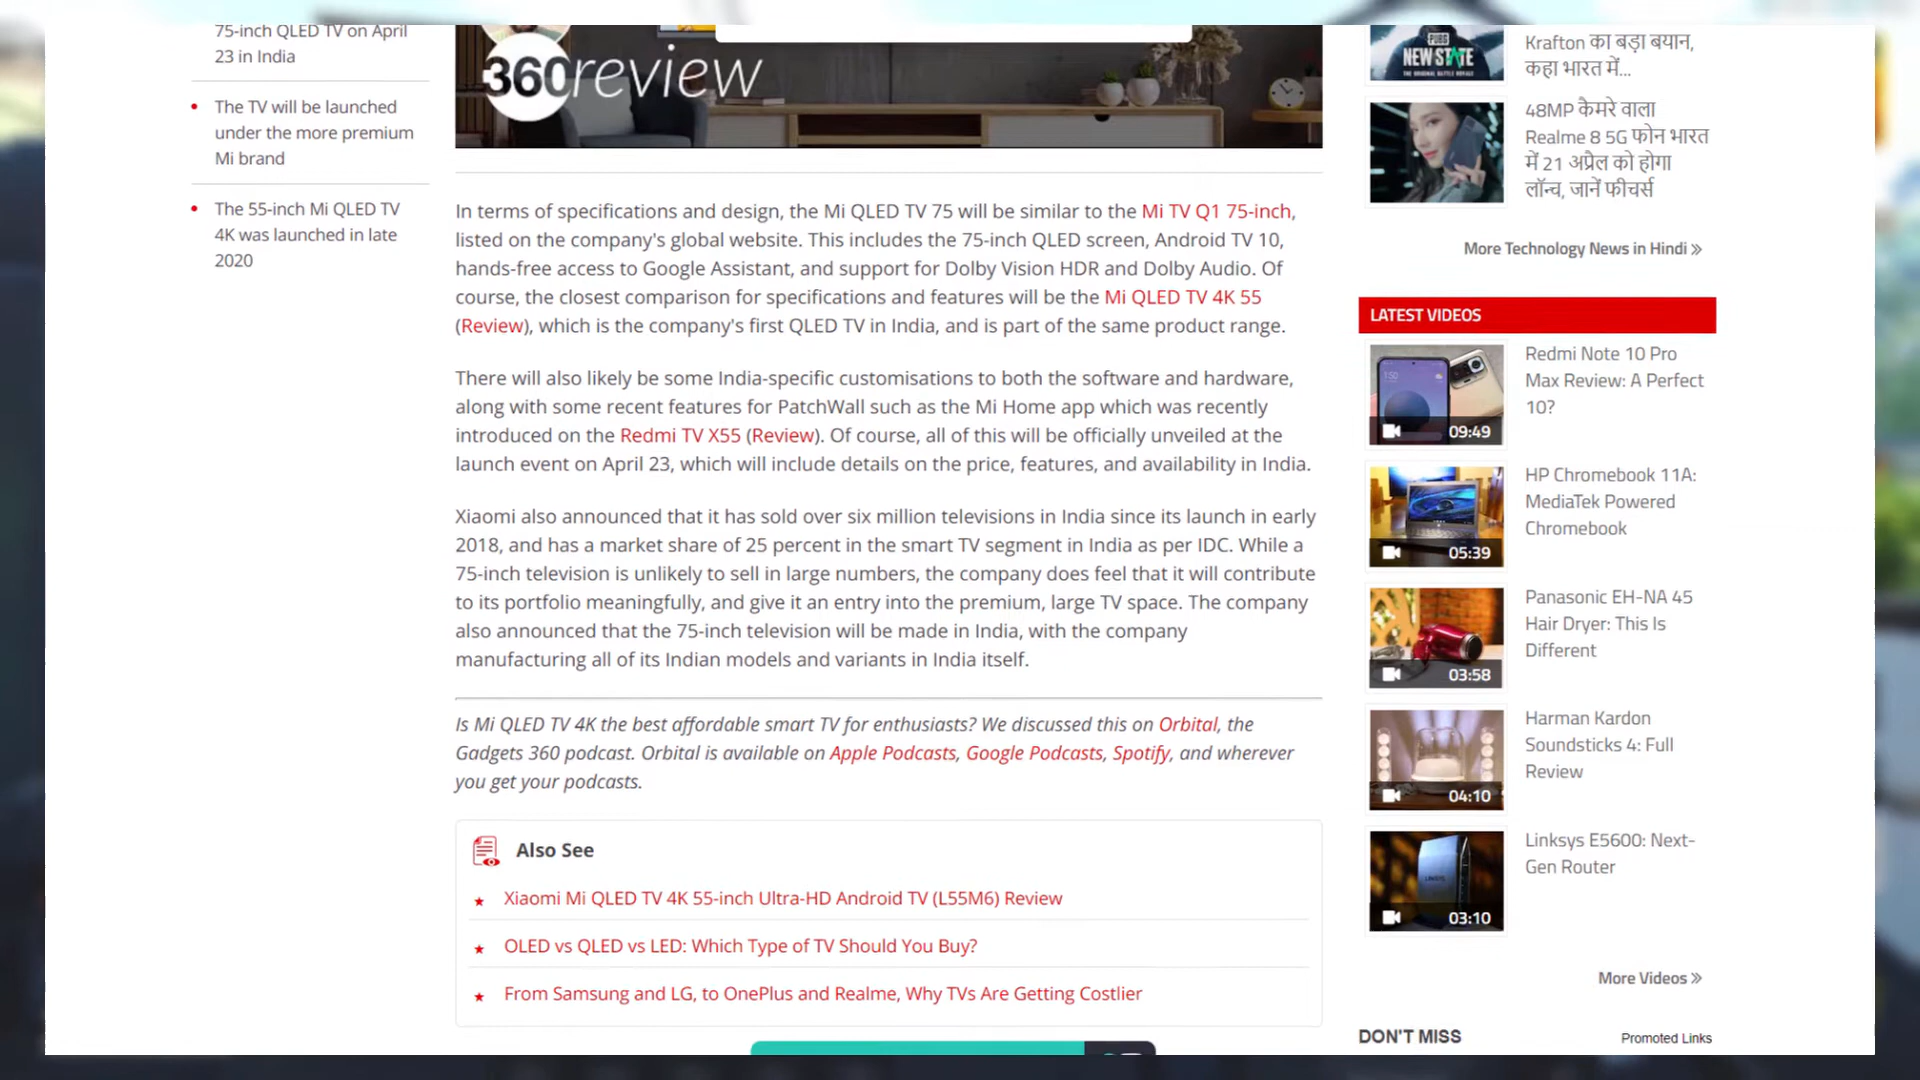 75-inch QLED TV on April
23 in India
The TV will be launched
under the more premium
Mi brand
The 55-inch Mi QLED TV
4K was launched in late
2020
360review
In terms of specifications and design, the Mi QLED TV 75 will be similar to the Mi TV Q1 75-inch,
listed on the company's global website. This includes the 75-inch QLED screen, Android TV 10,
hands-free access to Google Assistant, and support for Dolby Vision HDR and Dolby Audio. Of
course, the closest comparison for specifications and features will be the Mi QLED TV 4K 55
(Review), which is the company's first QLED TV in India, and is part of the same product range.
There will also likely be some India-specific customisations to both the software and hardware,
along with some recent features for PatchWall such as the Mi Home app which was recently
introduced on the Redmi TV X55 (Review). Of course, all of this will be officially unveiled at the
launch event on April 23, which will include details on the price, features, and availability in India.
Xiaomi also announced that it has sold over six million televisions in India since its launch in early
2018, and has a market share of 25 percent in the smart TV segment in India as per IDC. While a
75-inch television is unlikely to sell in large numbers, the company does feel that it will contribute
to its portfolio meaningfully, and give it an entry into the premium, large TV space. The company
also announced that the 75-inch television will be made in India, with the company
manufacturing all of its Indian models and variants in India itself.
Is Mi QLED TV 4K the best affordable smart TV for enthusiasts? We discussed this on Orbital, the
Gadgets 360 podcast. Orbital is available on Apple Podcasts, Google Podcasts, Spotify, and wherever
you get your podcasts.
Also See
Xiaomi Mi QLED TV 4K 55-inch Ultra-HD Android TV (L55M6) Review
OLED vs QLED vs LED: Which Type of TV Should You Buy?
From Samsung and LG, to OnePlus and Realme, Why TVs Are Getting Costlier
PUBG
NEW STATE
Krafton का बड़ा बयान,
कहा भारत में...
48MP कैमरे वाला
Realme 8 5G फोन भारत
में 21 अप्रैल को होगा
लॉन्च, जानें फीचर्स
More Technology News in Hindi »
LATEST VIDEOS
09:49
Redmi Note 10 Pro
Max Review: A Perfect
10?
05:39
HP Chromebook 11A:
MediaTek Powered
Chromebook
03:58
Panasonic EH-NA 45
Hair Dryer: This Is
Different
04:10
Harman Kardon
Soundsticks 4: Full
Review
03:10
Linksys E5600: Next-
Gen Router
More Videos »
DON'T MISS
Promoted Links